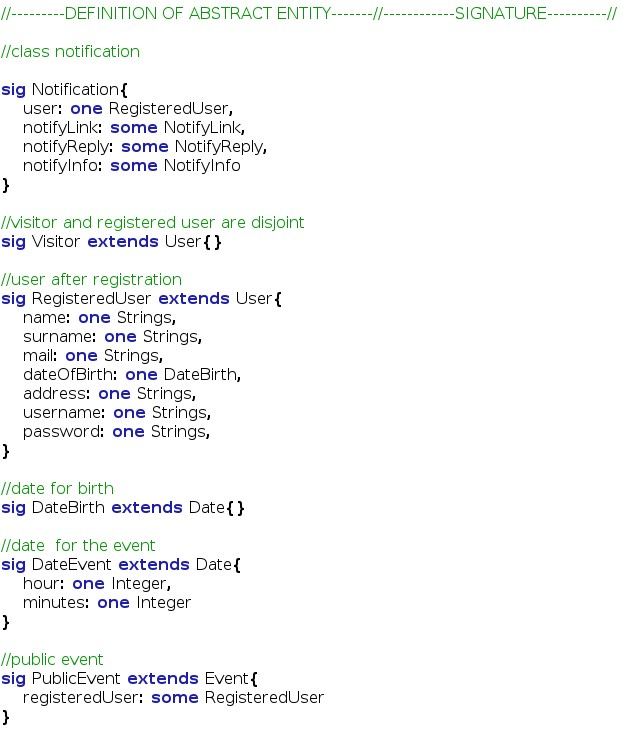 //---------DEFINITION OF ABSTRACT ENTITY-------//------------SIGNATURE----------//
//class notification
sig Notification{
user: one RegisteredUser,
notifyLink: some NotifyLink,
notifyReply: some NotifyReply,
notifyInfo: some NotifyInfo
}
//visitor and registered user are disjoint
sig Visitor extends User{}
//user after registration
sig RegisteredUser extends User{
name: one Strings,
surname: one Strings,
mail: one Strings,
dateOfBirth: one DateBirth,
address: one Strings,
username: one Strings,
password: one Strings,
}
//date for birth
sig DateBirth extends Date{}
//date  for the event
sig DateEvent extends Date{
hour: one Integer,
minutes: one Integer
}
//public event
sig PublicEvent extends Event{
registeredUser: some RegisteredUser
}